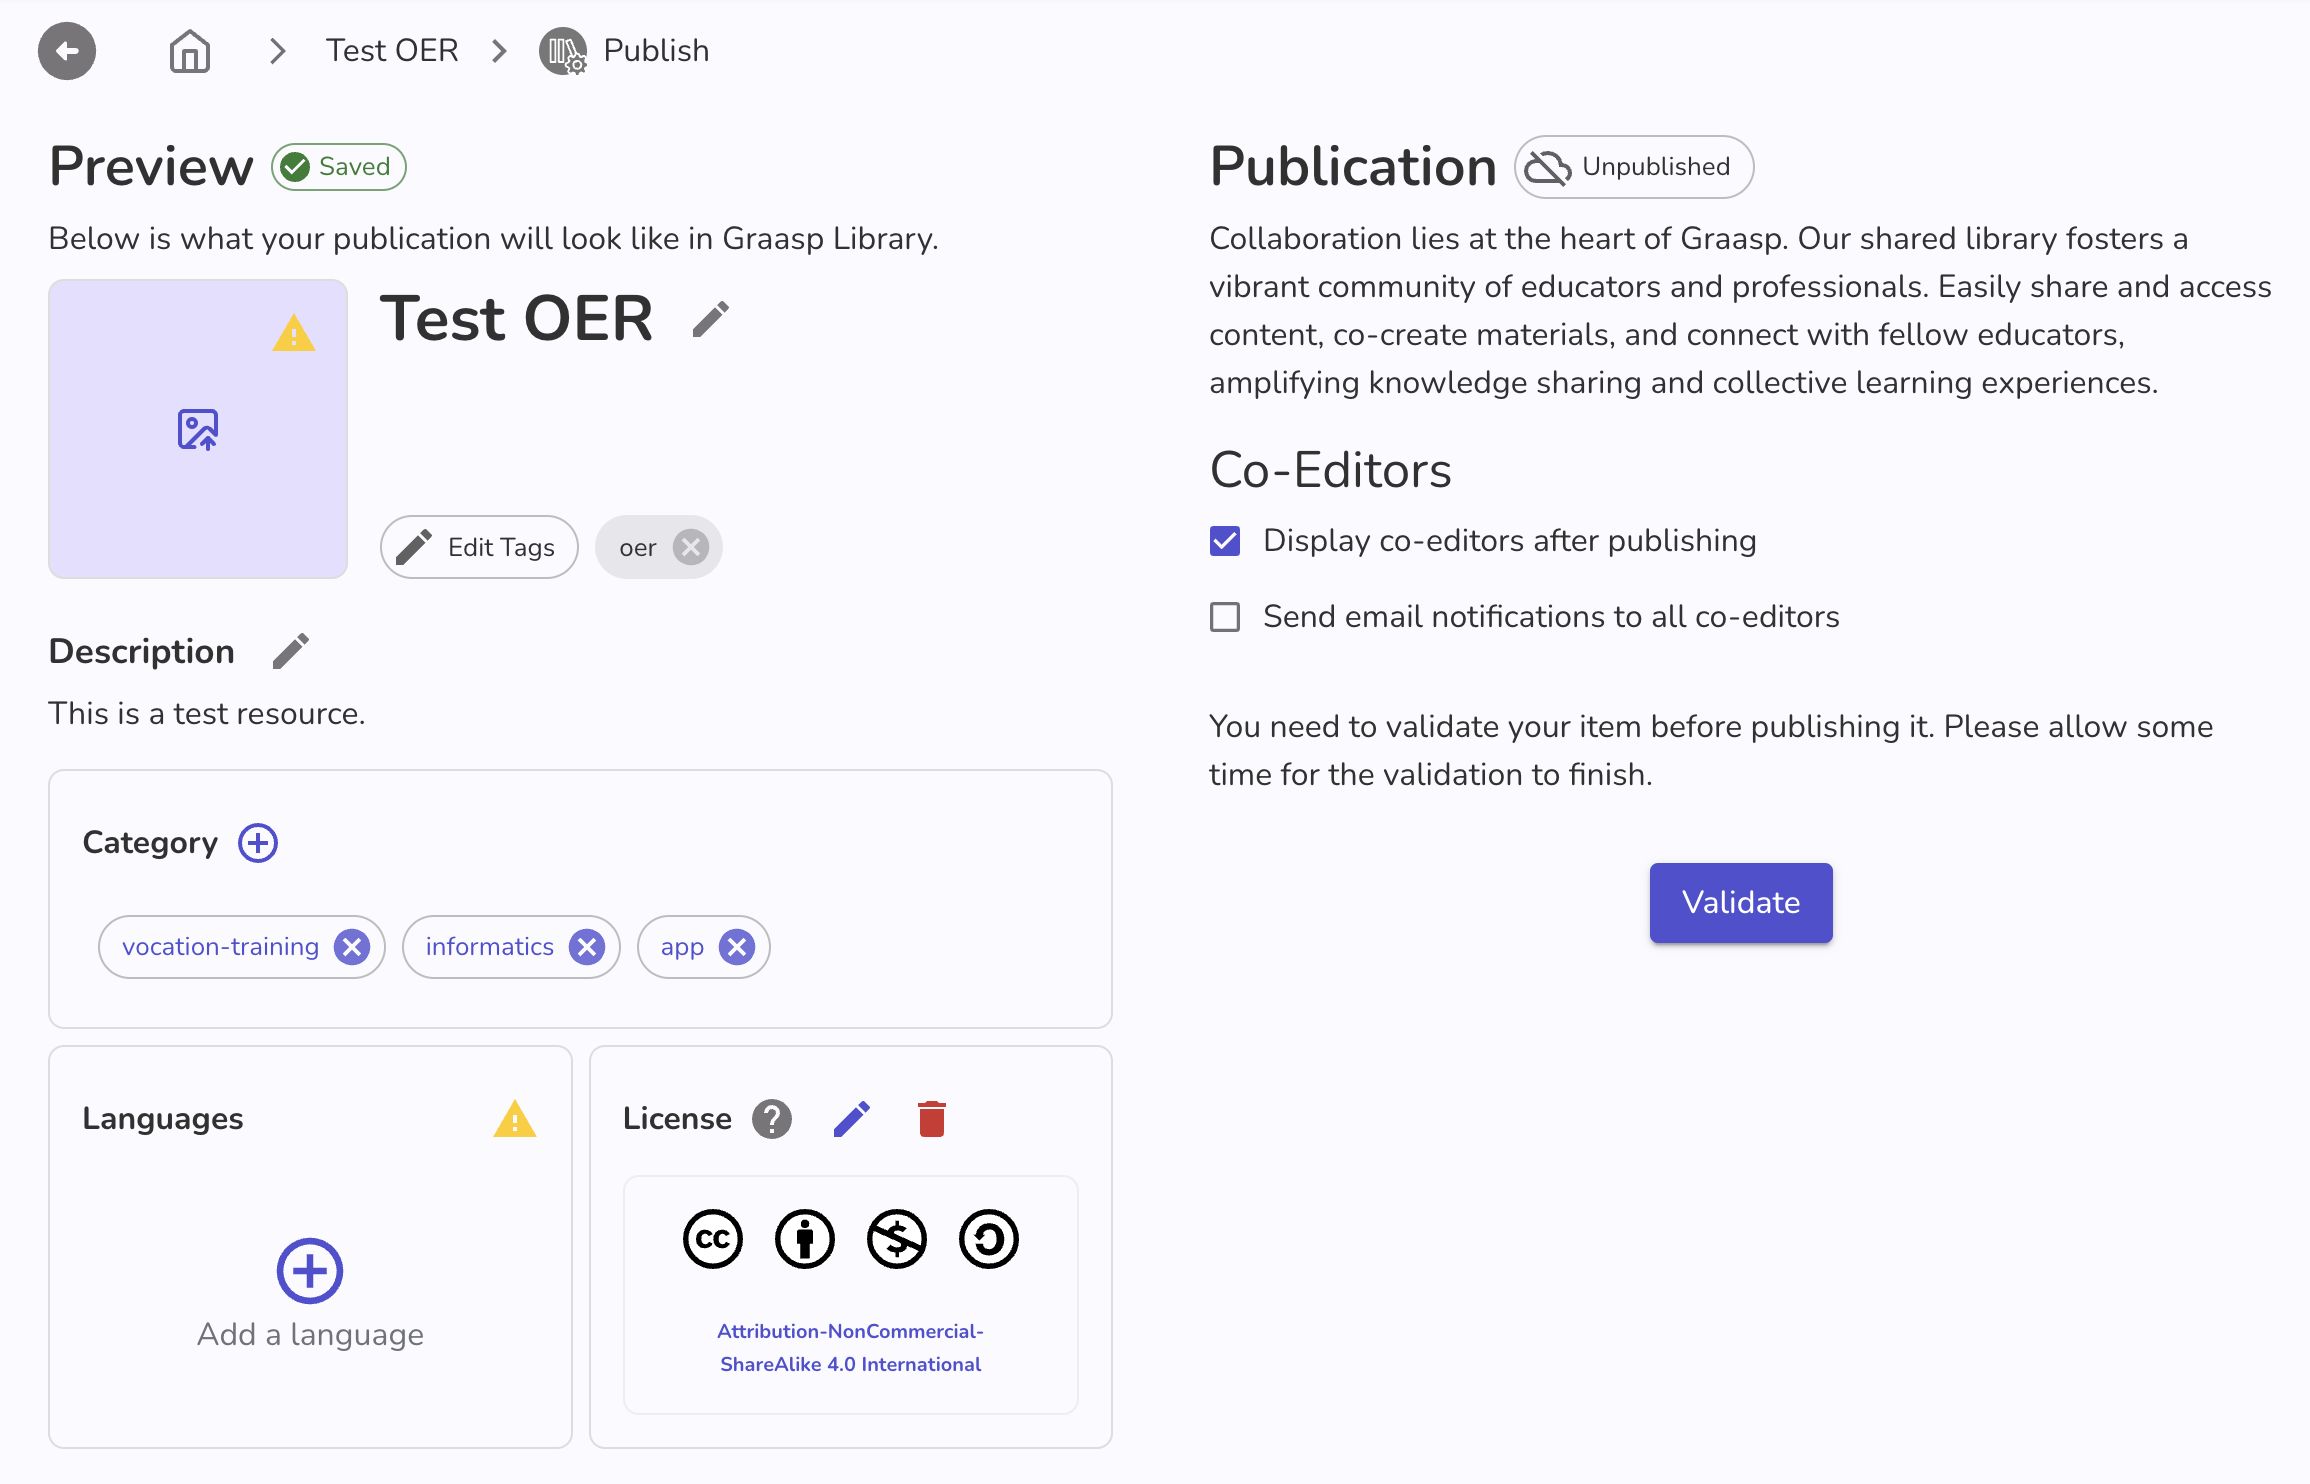 Test OER
Publish
Preview
Saved
Below is what your publication will look like in Graasp Library.
Test OER
Edit Tags
oer
Description
This is a test resource.
Category
vocation-training
informatics
app
Languages
Add a language
License
?
cc
Attribution-NonCommercial-
ShareAlike 4.0 International
Publication
Unpublished
Collaboration lies at the heart of Graasp. Our shared library fosters a
vibrant community of educators and professionals. Easily share and access
content, co-create materials, and connect with fellow educators,
amplifying knowledge sharing and collective learning experiences.
Co-Editors
Display co-editors after publishing
Send email notifications to all co-editors
You need to validate your item before publishing it. Please allow some
time for the validation to finish.
Validate